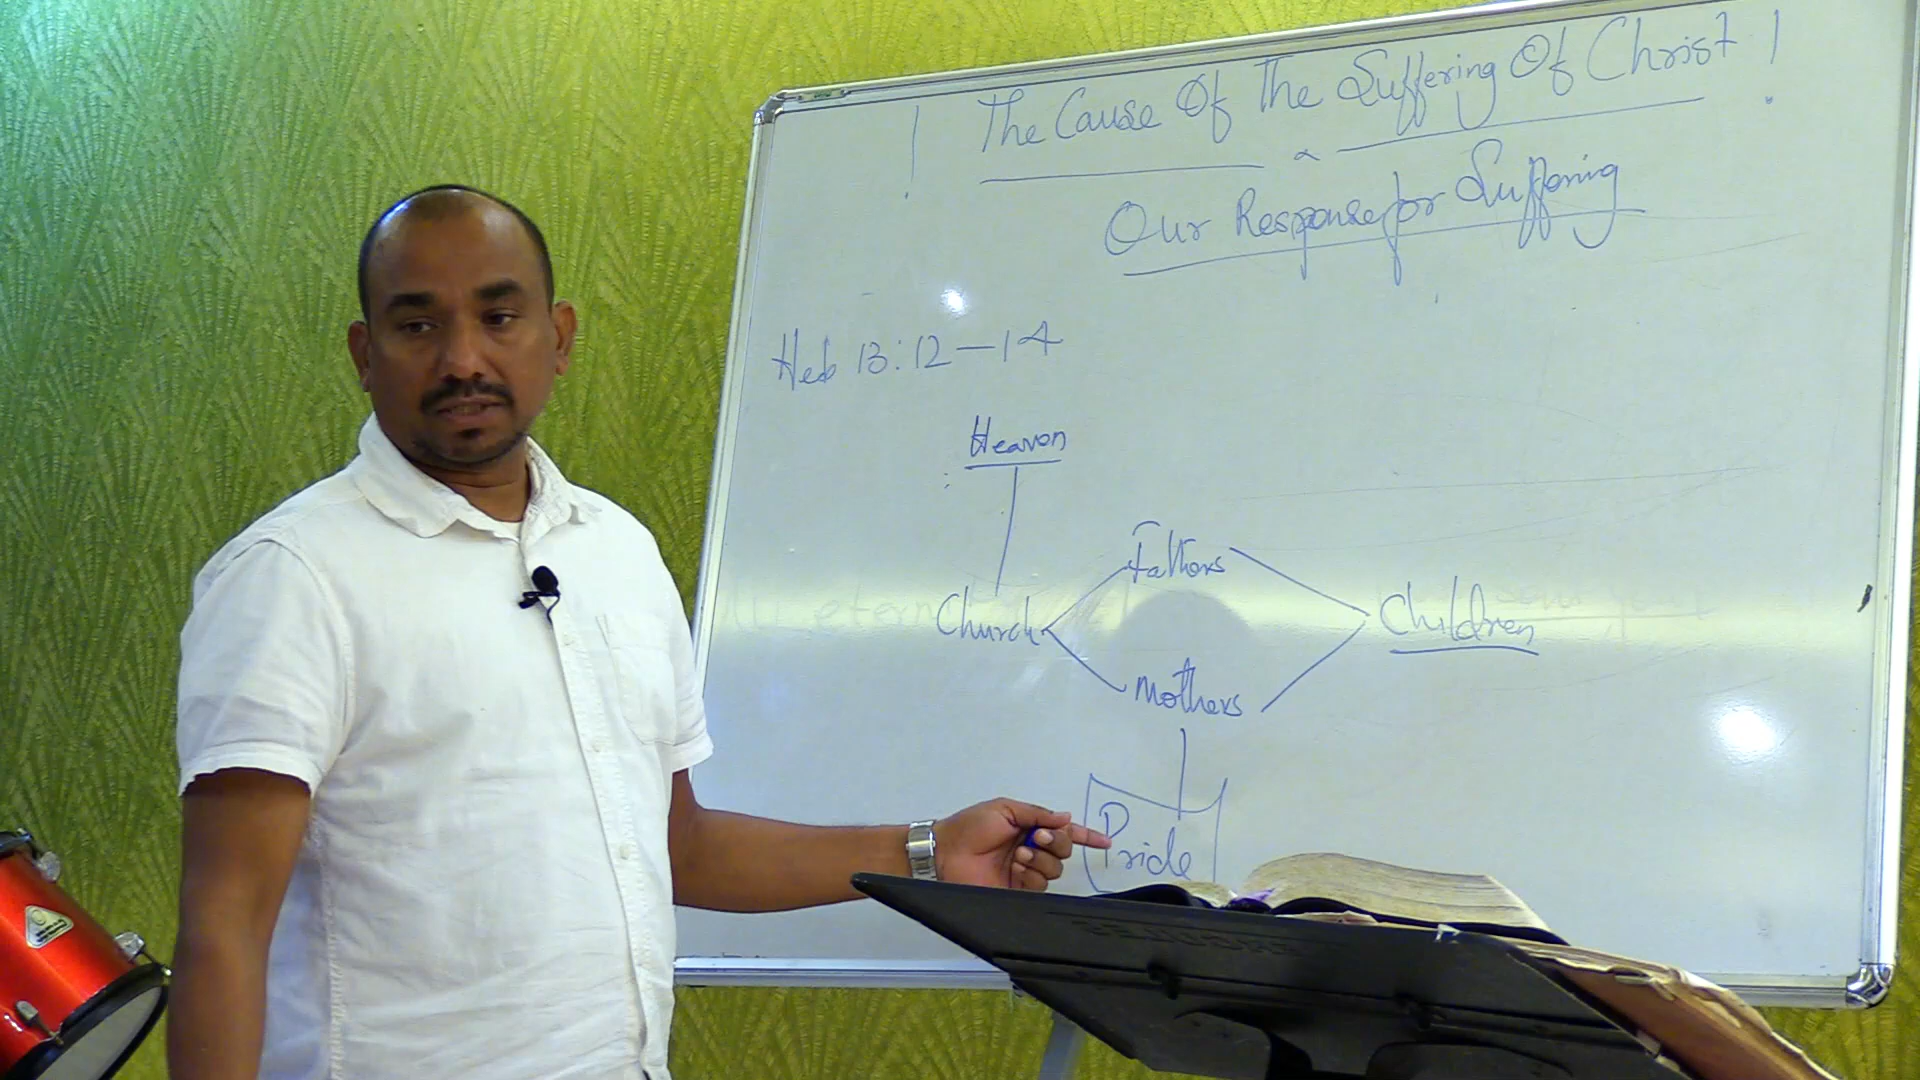 ! The Cause Of The Suffering Of Christ !
&
Our Response for Suffering
Heb 13:12-14
Heaven
Fathers
Church
Children
Mothers
Pride